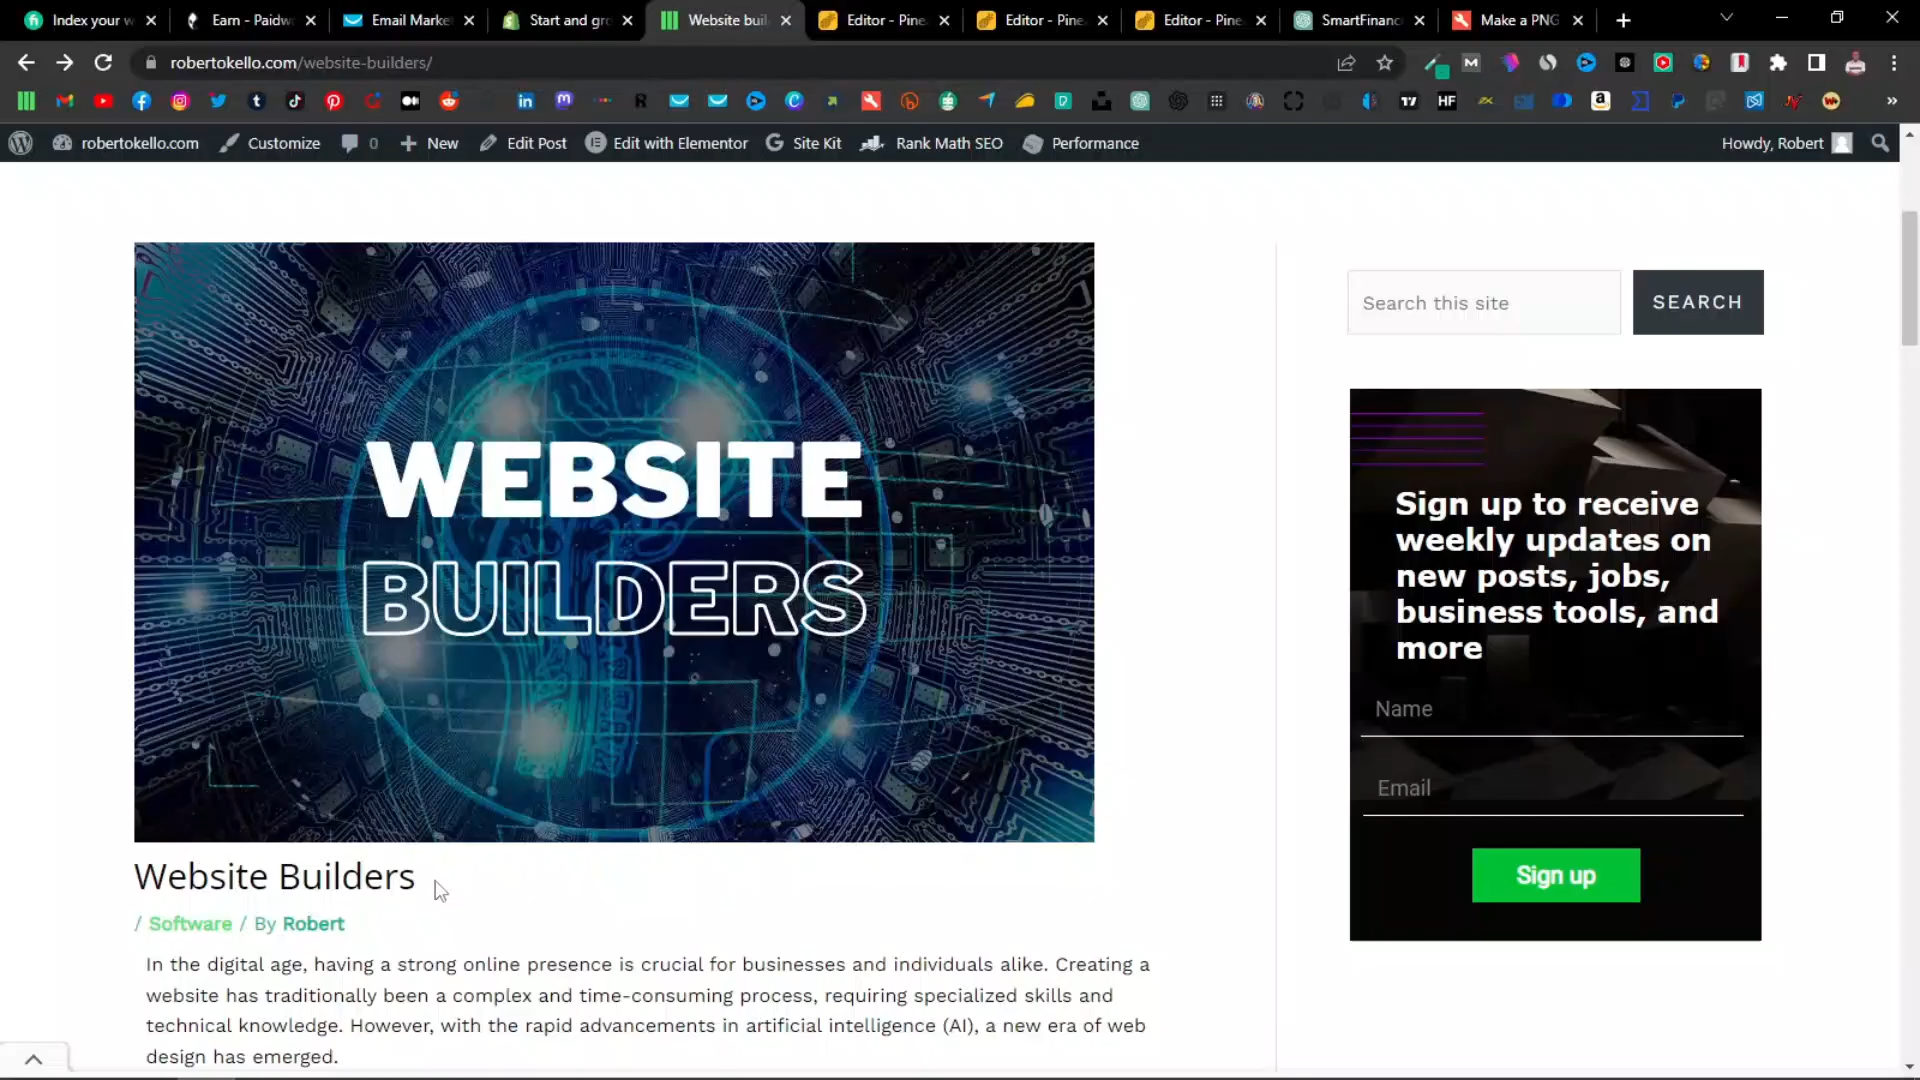 Index your w
Earn - Paidw
Email Marke
Start and gro
Website buil
Editor - Pine
Editor - Pine
Editor - Pine
SmartFinanc
Make a PNG
robertokello.com/website-builders/
robertokello.com
Customize
0
New
Edit Post
Edit with Elementor
Site Kit
Rank Math SEO
Performance
Howdy, Robert
WEBSITE
BUILDERS
Search this site
SEARCH
Sign up to receive
weekly updates on
new posts, jobs,
business tools, and
more
Name
Email
Sign up
Website Builders
/ Software / By Robert
In the digital age, having a strong online presence is crucial for businesses and individuals alike. Creating a
website has traditionally been a complex and time-consuming process, requiring specialized skills and
technical knowledge. However, with the rapid advancements in artificial intelligence (AI), a new era of web
design has emerged.